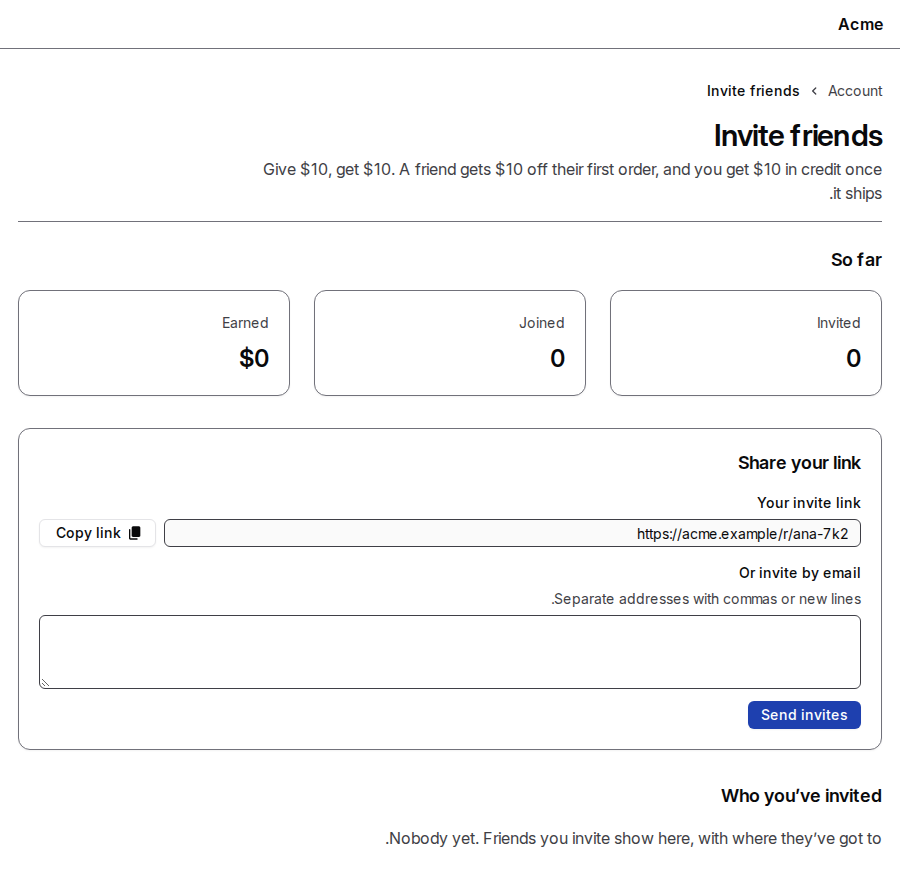 Acme
Account
Invite friends
Invite friends
Give $10, get $10. A friend gets $10 off their first order, and you get $10 in credit once
it ships.
So far
Invited
0
Joined
0
Earned
$0
Share your link
Your invite link
https://acme.example/r/ana-7k2
Copy link
Or invite by email
Separate addresses with commas or new lines.
Send invites
Who you’ve invited
Nobody yet. Friends you invite show here, with where they’ve got to.